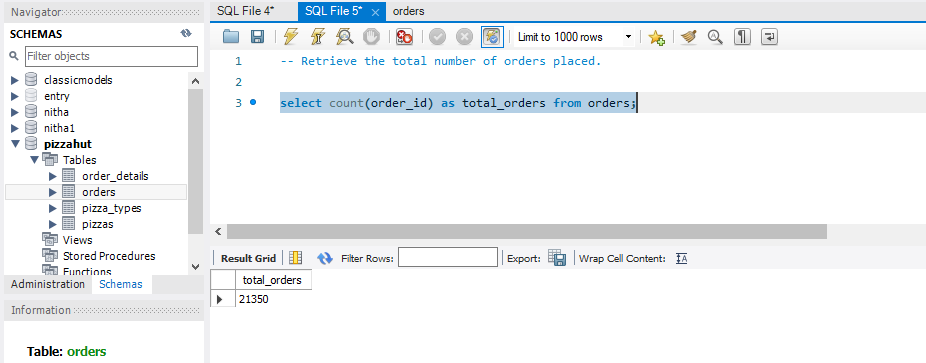 Navigator
SCHEMAS
Filter objects
classicmodels
entry
nitha
nitha1
pizzahut
Tables
order_details
orders
pizza_types
pizzas
Views
Stored Procedures
Functions
Administration Schemas
Information
Table: orders
SQL File 4* SQL File 5* orders
Limit to 1000 rows
1 -- Retrieve the total number of orders placed.
2
3 select count(order_id) as total_orders from orders;
Result Grid Filter Rows: Export: Wrap Cell Content:
total_orders
21350